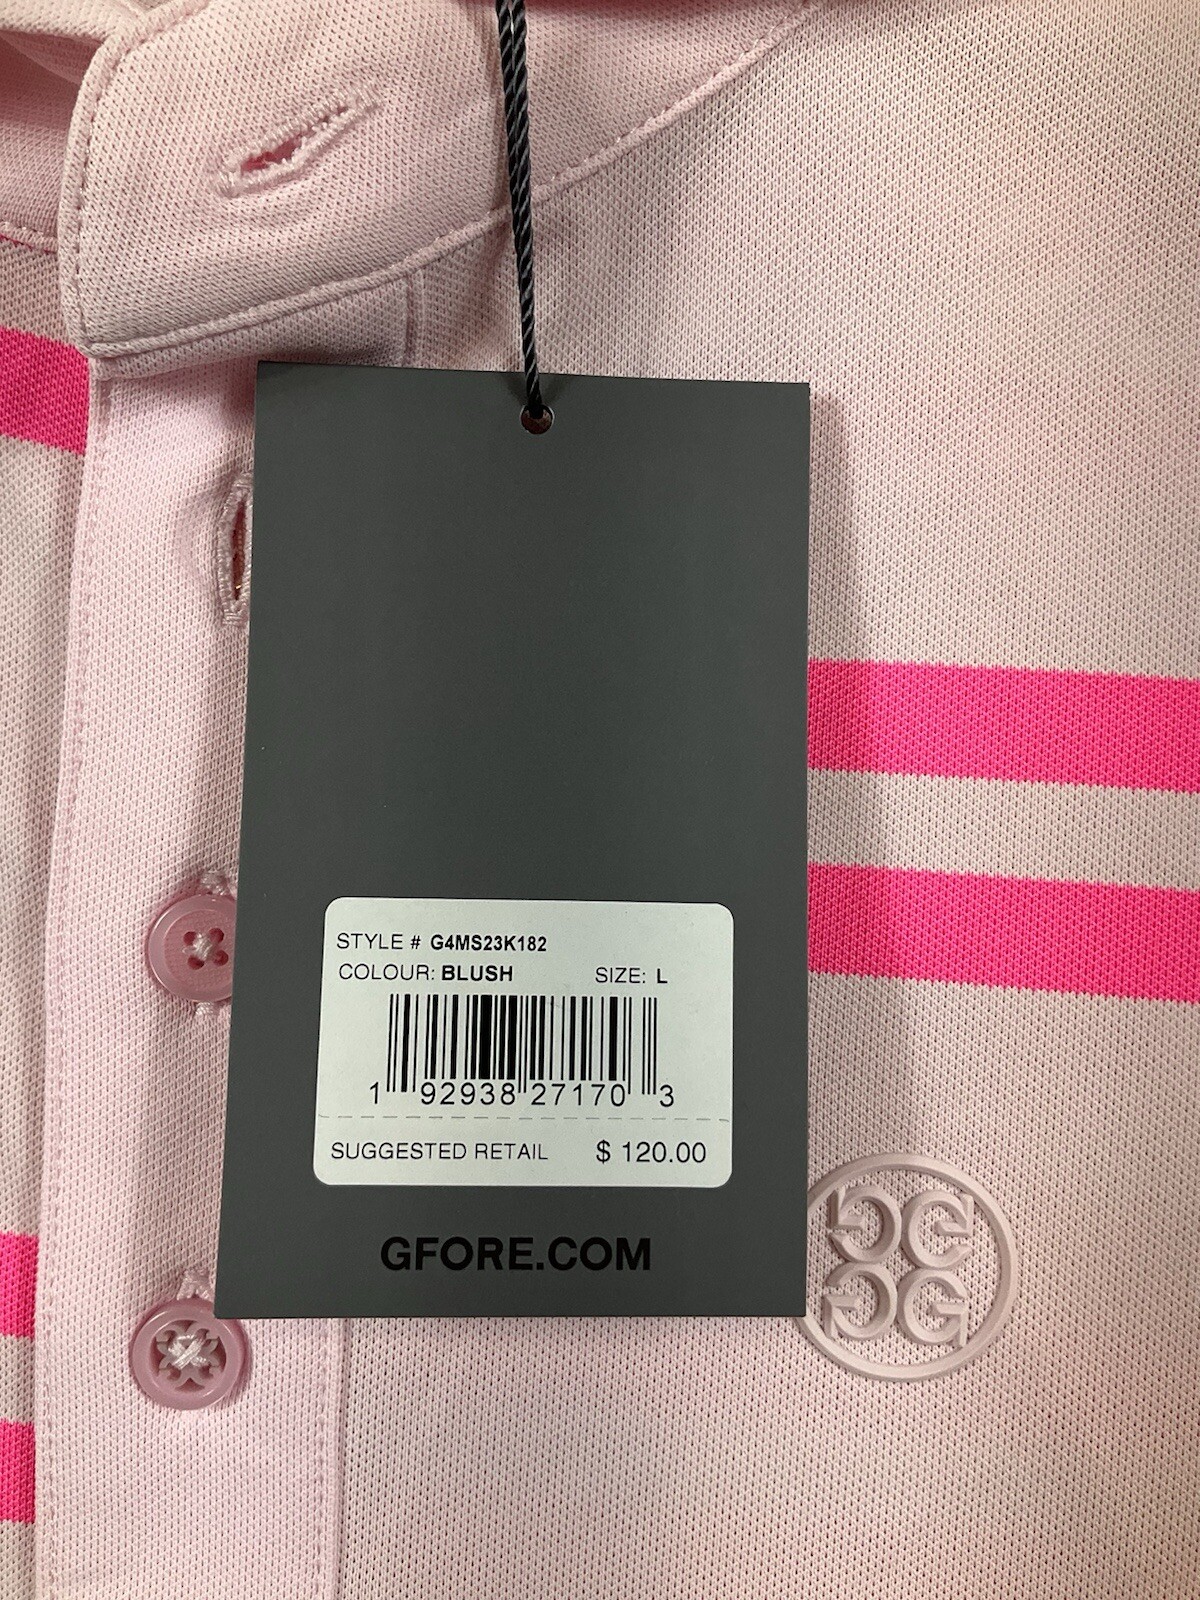 STYLE # G4MS23K182
COLOUR: BLUSH SIZE: L
1 92938 27170 3
SUGGESTED RETAIL $ 120.00
GFORE.COM